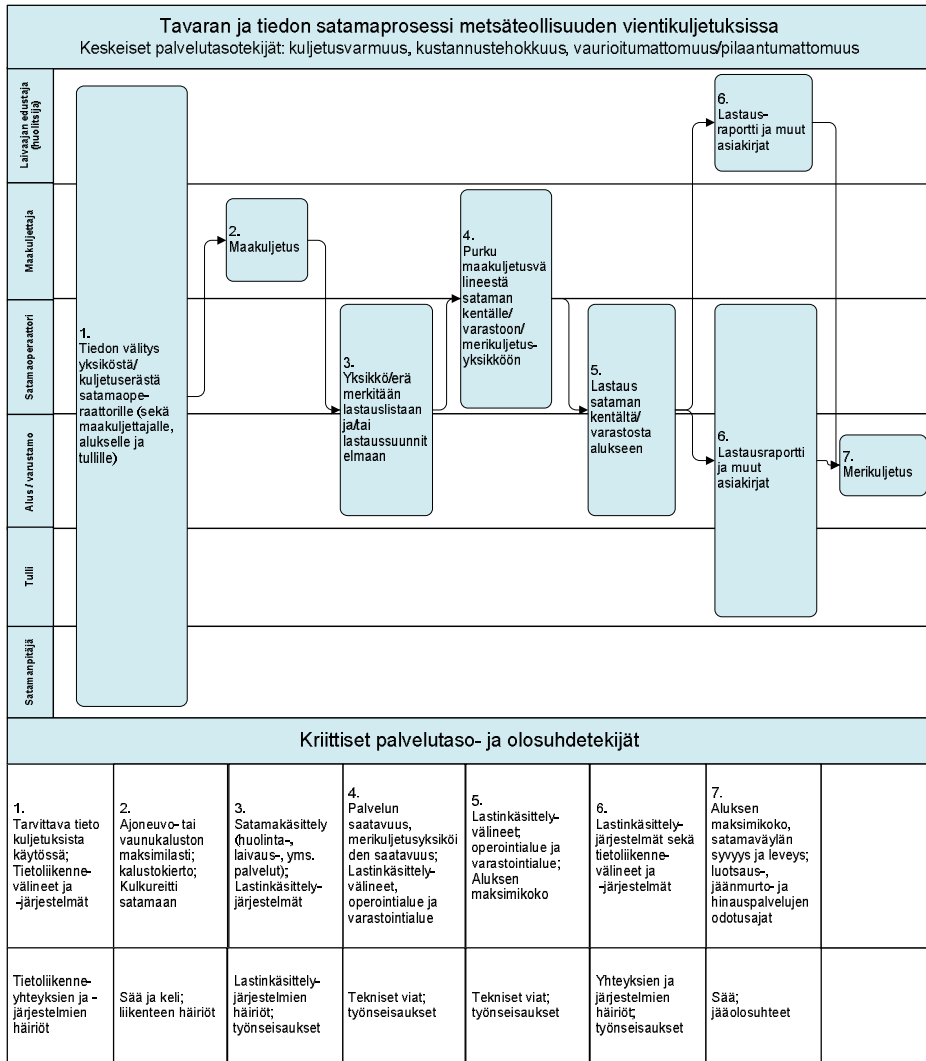 Tavaran ja tiedon satamaprosessi metsäteollisuuden vientikuljetuksissa
Keskeiset palvelutasotekijät: kuljetusvarmuus, kustannustehokkuus, vaurioitumattomuus/pilaantumattomuus
Laivaajan edustaja
(huolitsija)
Maakuljettaja
Satamaoperaattori
Alus / varustamo
Tulli
Satamanpitäjä
1.
Tiedon välitys
yksiköstä/
kuljetuserästä
satamaope-
raattorille (sekä
maakuljettajalle,
alukselle ja
tullille)
2.
Maakuljetus
3.
Yksikkö/erä
merkitään
lastauslistaan
ja/tai
lastaussuunnit
elmaan
4.
Purku
maakuljetusvä
lineestä
sataman
kentälle/
varastoon/
merikuljetus-
yksikköön
5.
Lastaus
sataman
kentältä/
varastosta
alukseen
6.
Lastaus-
raportti ja muut
asiakirjat
6.
Lastausraportti
ja muut
asiakirjat
7.
Merikuljetus
Kriittiset palvelutaso- ja olosuhdetekijät
1.
Tarvittava tieto
kuljetuksista
käytössä;
Tietoliikenne-
välineet ja
-järjestelmät
2.
Ajoneuvo- tai
vaunukaluston
maksimilasti;
kalustokierto;
Kulkureitti
satamaan
3.
Satamakäsittely
(huolinta-,
laivaus-, yms.
palvelut);
Lastinkäsittely-
järjestelmät
4.
Palvelun
saatavuus,
merikuljetusyksiköi
den saatavuus;
Lastinkäsittely-
välineet,
operointialue ja
varastointialue
5.
Lastinkäsittely-
välineet;
operointialue ja
varastointialue;
Aluksen
maksimikoko
6.
Lastinkäsittely-
järjestelmät sekä
tietoliikenne-
välineet ja
-järjestelmät
7.
Aluksen
maksimikoko,
satamaväylän
syvyys ja leveys;
luotsaus-,
jäänmurto- ja
hinauspalvelujen
odotusajat
Tietoliikenne-
yhteyksien ja -
järjestelmien
häiriöt
Sää ja keli;
liikenteen häiriöt
Lastinkäsittely-
järjestelmien
häiriöt;
työnseisaukset
Tekniset viat;
työnseisaukset
Tekniset viat;
työnseisaukset
Yhteyksien ja
järjestelmien
häiriöt;
työnseisaukset
Sää;
jääolosuhteet